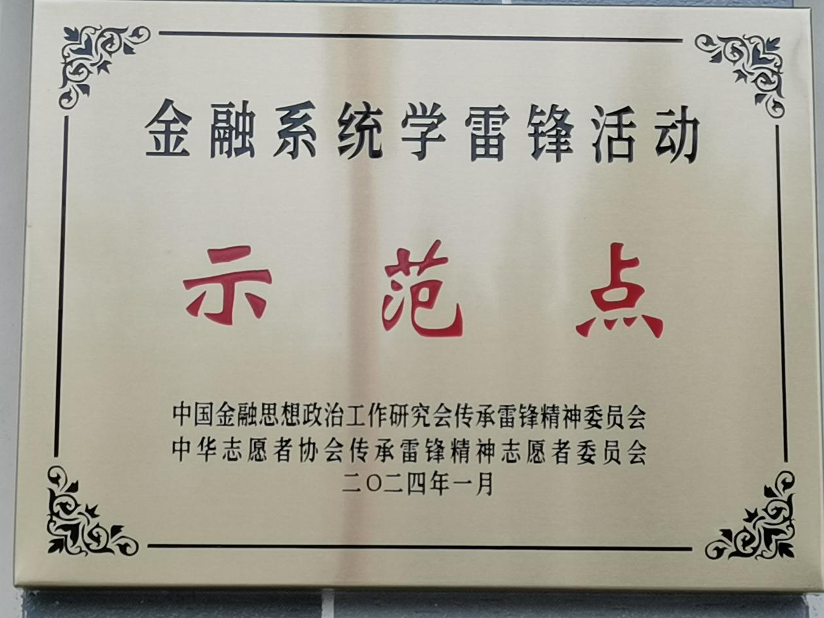 金融系统学雷锋活动
示范点
中国金融思想政治工作研究会传承雷锋精神委员会
中华志愿者协会传承雷锋精神志愿者委员会
二〇二四年一月